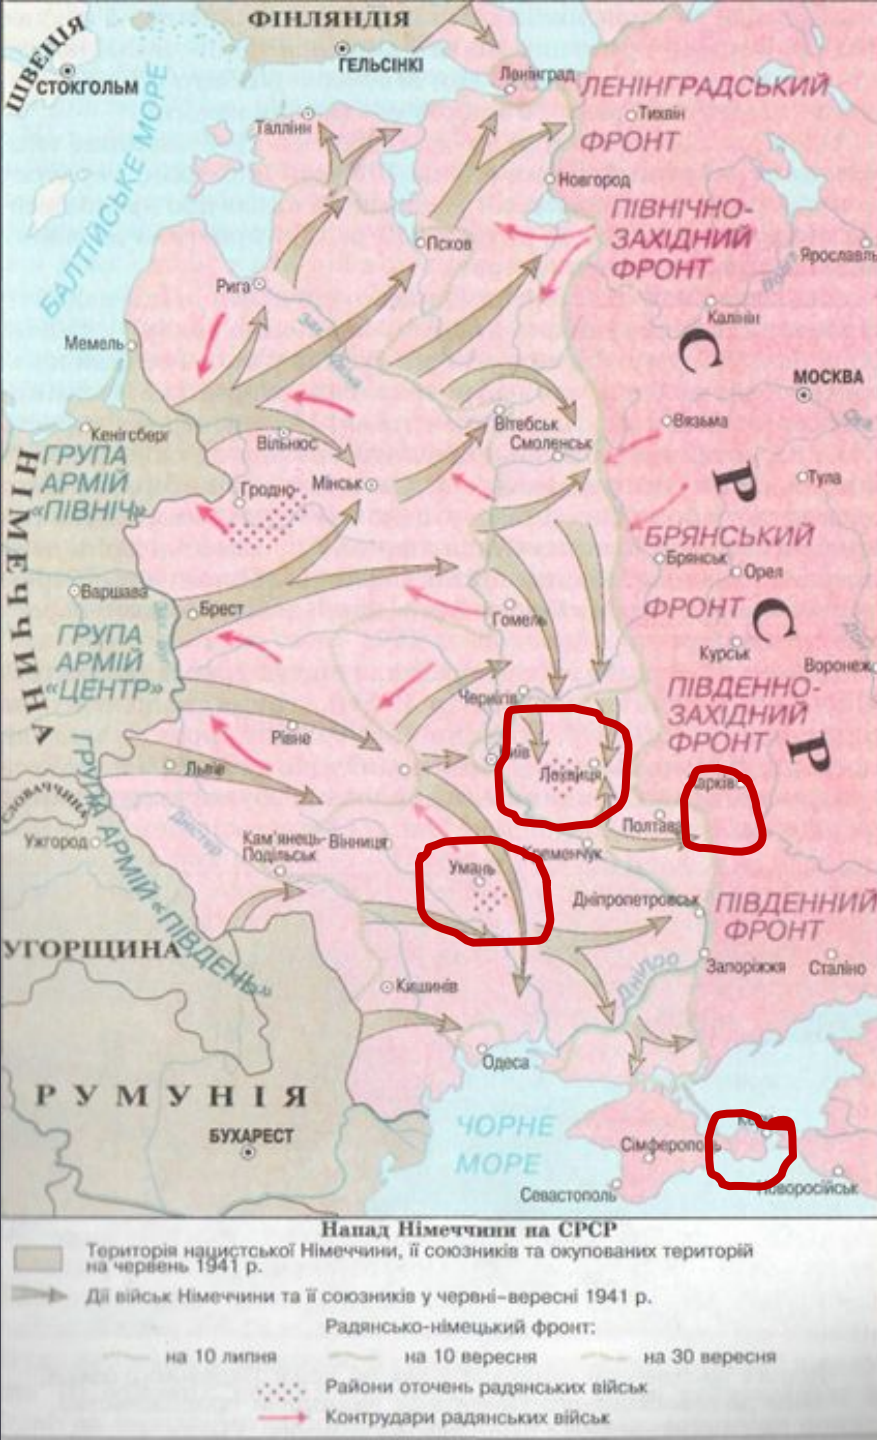 ФІНЛЯНДІЯ
ШВЕЦІЯ
ГЕЛЬСІНКІ
СТОКГОЛЬМ
Ленінград
ЛЕНІНГРАДСЬКИЙ
ФРОНТ
Тихвін
Таллінн
БАЛТІЙСЬКЕ МОРЕ
Новгород
ПІВНІЧНО-
ЗАХІДНИЙ
ФРОНТ
Псков
Ярославль
Рига
Калінін
Мемель
С Р С Р
МОСКВА
Вітебськ
Вязьма
Кенігсберг
Вільнюс
Смоленськ
ГРУПА
АРМІЙ
«ПІВНІЧ»
НІМЕЧЧИНА
Гродно
Мінськ
Тула
БРЯНСЬКИЙ
ФРОНТ
Брянськ
Орел
Варшава
Брест
Гомель
ГРУПА
АРМІЙ
«ЦЕНТР»
Курськ
Воронеж
Чернігів
ПІВДЕННО-
ЗАХІДНИЙ
ФРОНТ
Рівне
Київ
Львів
Лохвиця
Харків
СЛОВАЧЧИНА
ГРУПА АРМІЙ «ПІВДЕНЬ»
Ужгород
Дністер
Кам'янець-
Подільськ
Вінниця
Полтава
Кременчук
Умань
Дніпропетровськ
ПІВДЕННИЙ
ФРОНТ
УГОРЩИНА
Дніпро
Запоріжжя
Сталіно
Кишинів
Одеса
РУМУНІЯ
БУХАРЕСТ
ЧОРНЕ
МОРЕ
Керч
Сімферополь
Севастополь
Новоросійськ
Напад Німеччини на СРСР
Територія нацистської Німеччини, її союзників та окупованих територій
на червень 1941 р.
Дії військ Німеччини та її союзників у червні–вересні 1941 р.
Радянсько-німецький фронт:
на 10 липня
на 10 вересня
на 30 вересня
Райони оточень радянських військ
Контрудари радянських військ